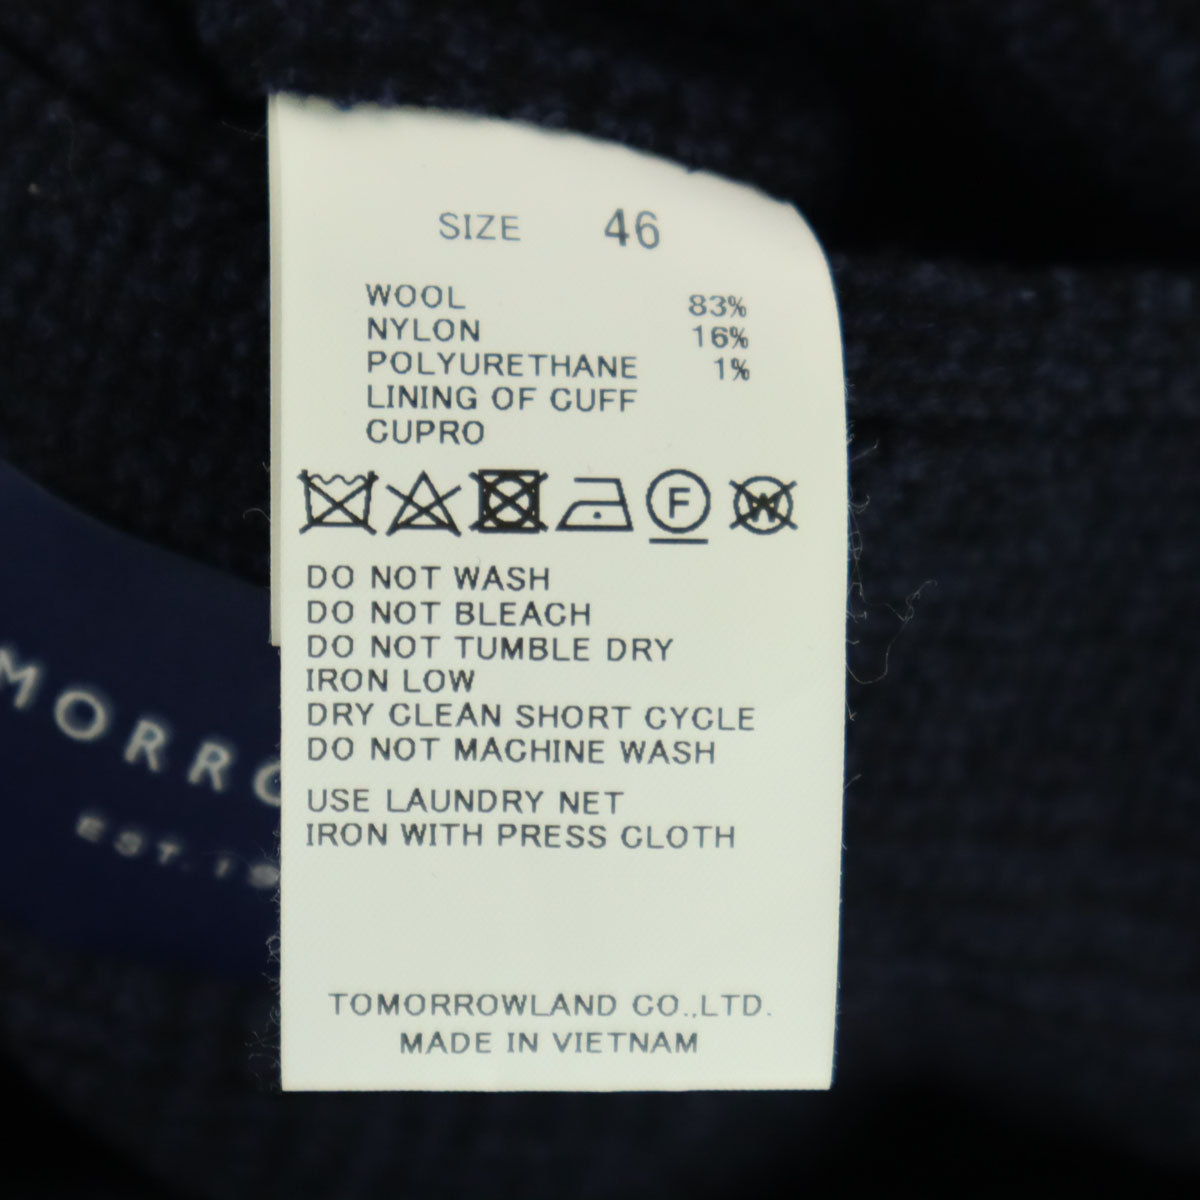 SIZE 46
WOOL 83%
NYLON 16%
POLYURETHANE 1%
LINING OF CUFF
CUPRO
F W
DO NOT WASH
DO NOT BLEACH
DO NOT TUMBLE DRY
IRON LOW
DRY CLEAN SHORT CYCLE
DO NOT MACHINE WASH
USE LAUNDRY NET
IRON WITH PRESS CLOTH
TOMORROWLAND CO.,LTD.
MADE IN VIETNAM
MORRO
EST. 19